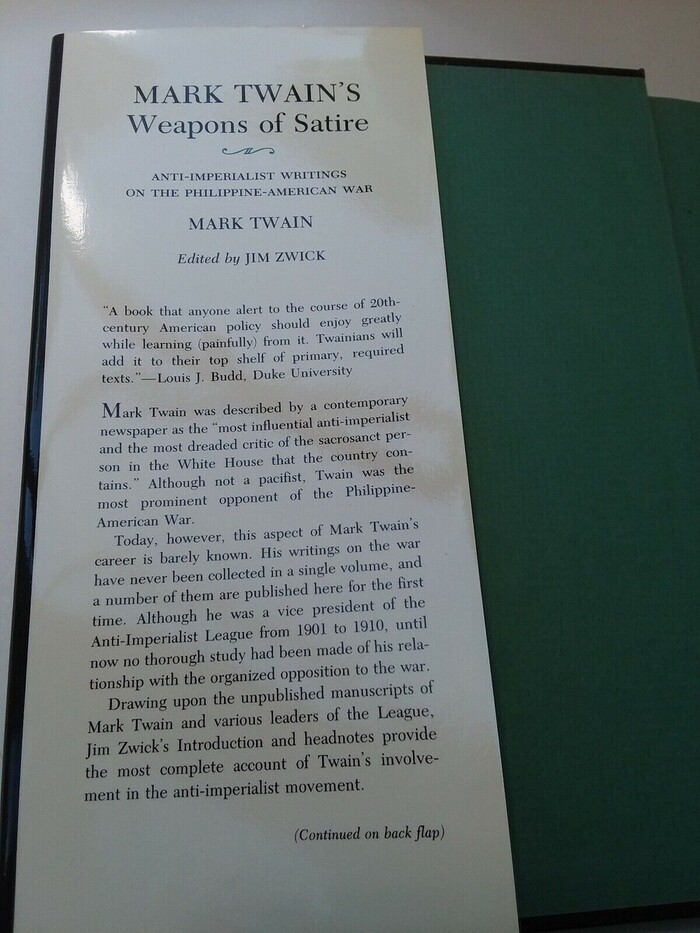 MARK TWAIN'S
Weapons of Satire
ANTI-IMPERIALIST WRITINGS
ON THE PHILIPPINE-AMERICAN WAR
MARK TWAIN
Edited by JIM ZWICK
"A book that anyone alert to the course of 20th-
century American policy should enjoy greatly
while learning (painfully) from it. Twainians will
add it to their top shelf of primary, required
texts."—Louis J. Budd, Duke University
Mark Twain was described by a contemporary
newspaper as the "most influential anti-imperialist
and the most dreaded critic of the sacrosanct per-
son in the White House that the country con-
tains." Although not a pacifist, Twain was the
most prominent opponent of the Philippine-
American War.
Today, however, this aspect of Mark Twain's
career is barely known. His writings on the war
have never been collected in a single volume, and
a number of them are published here for the first
time. Although he was a vice president of the
Anti-Imperialist League from 1901 to 1910, until
now no thorough study had been made of his rela-
tionship with the organized opposition to the war.
Drawing upon the unpublished manuscripts of
Mark Twain and various leaders of the League,
Jim Zwick's Introduction and headnotes provide
the most complete account of Twain's involve-
ment in the anti-imperialist movement.
(Continued on back flap)